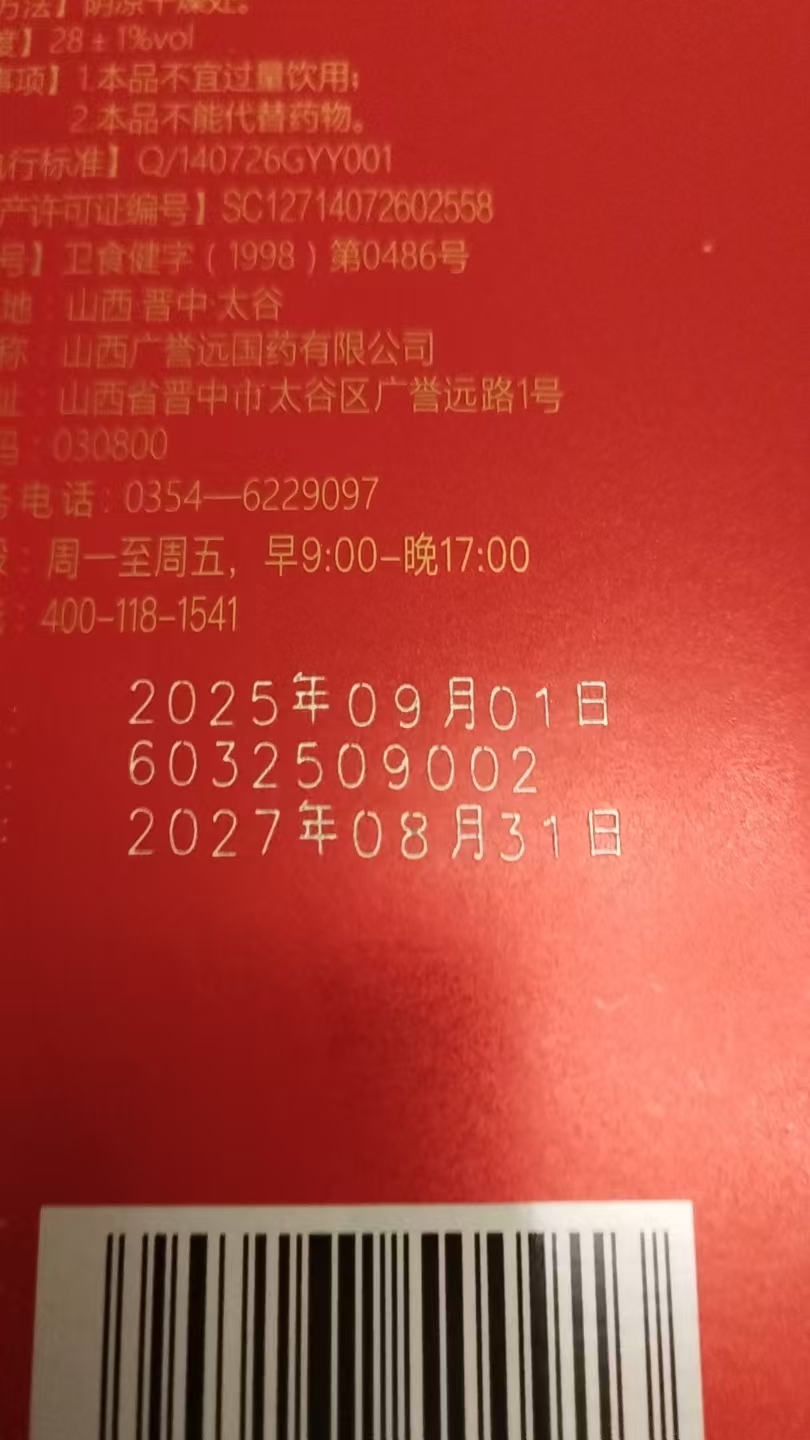 方法】阴凉干燥处。
度】28±1%vol
事项】1.本品不宜过量饮用;
2.本品不能代替药物。
执行标准】Q/140726GYY001
产许可证编号】SC12714072602558
号】卫食健字（1998）第0486号
地：山西·晋中·太谷
称：山西广誉远国药有限公司
址：山西省晋中市太谷区广誉远路1号
码：030800
务电话：0354—6229097
段：周一至周五，早9:00-晚17:00
400-118-1541
2025年09月01日
6032509002
2027年08月31日